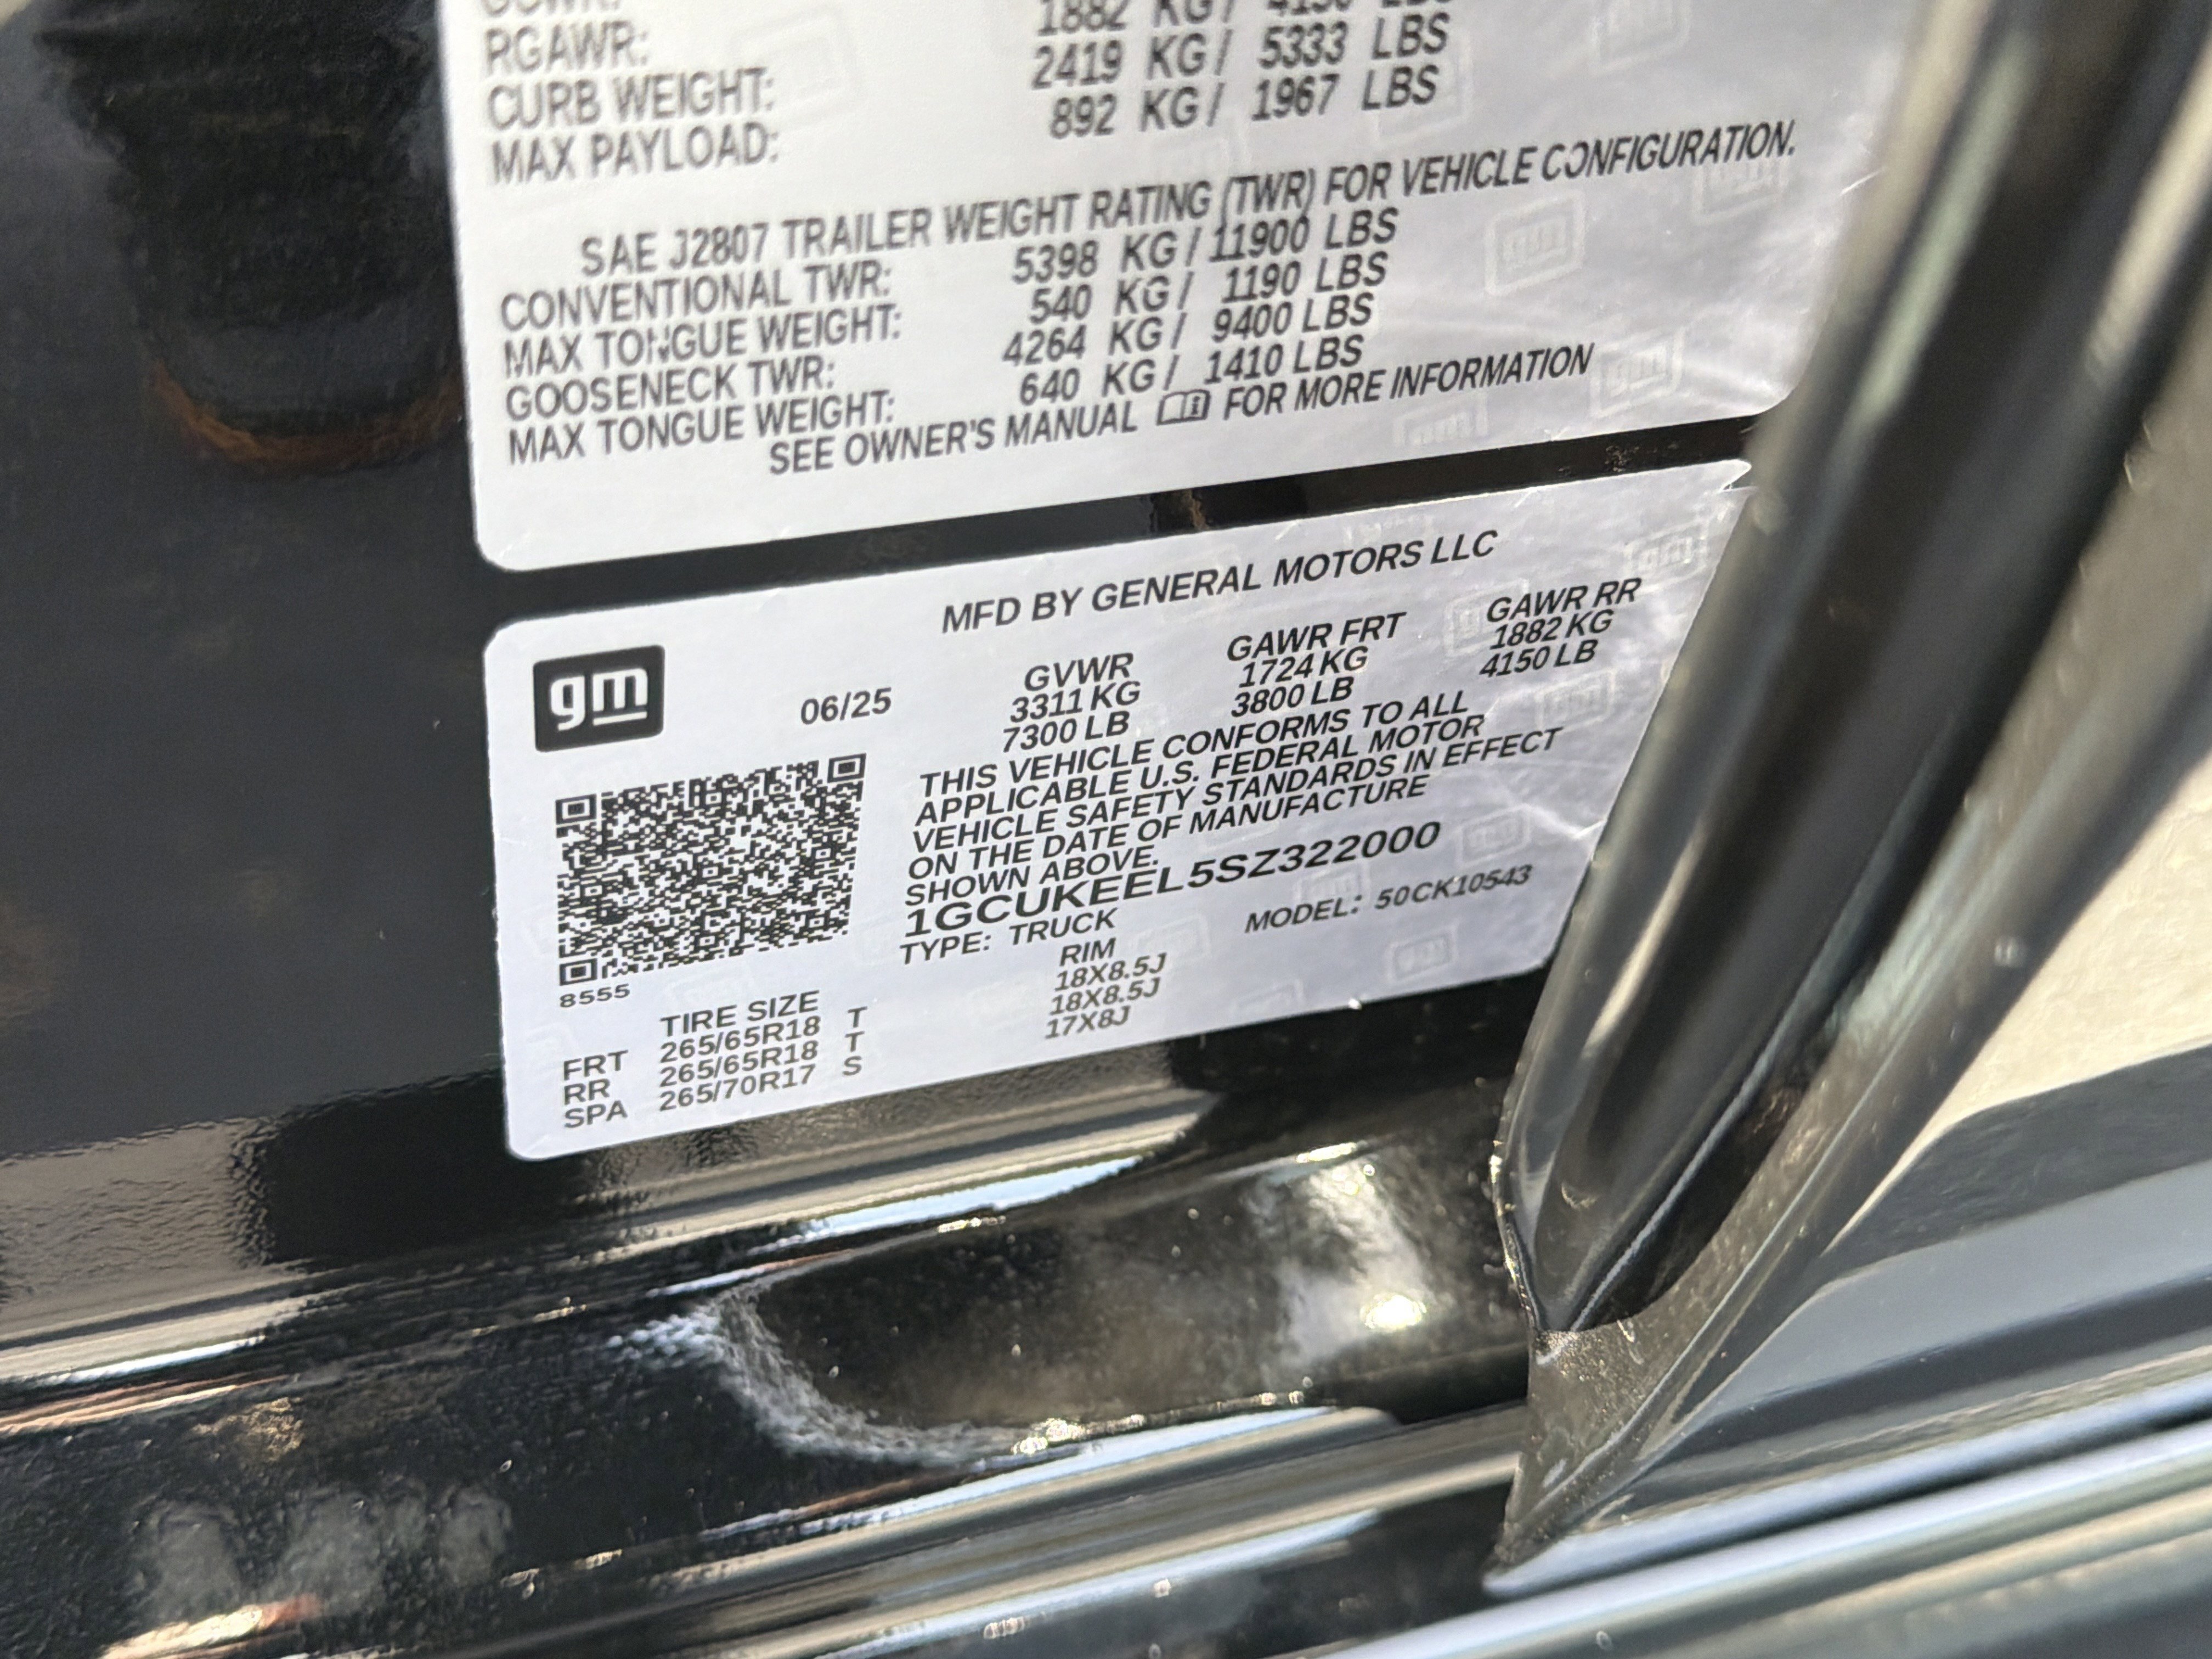 GCWR:
RGAWR: 1882 KG / 4150 LBS
CURB WEIGHT: 2419 KG / 5333 LBS
MAX PAYLOAD: 892 KG / 1967 LBS
SAE J2807 TRAILER WEIGHT RATING (TWR) FOR VEHICLE CONFIGURATION.
CONVENTIONAL TWR: 5398 KG / 11900 LBS
MAX TONGUE WEIGHT: 540 KG / 1190 LBS
GOOSENECK TWR: 4264 KG / 9400 LBS
MAX TONGUE WEIGHT: 640 KG / 1410 LBS
SEE OWNER'S MANUAL FOR MORE INFORMATION
MFD BY GENERAL MOTORS LLC
gm
06/25
GVWR GAWR FRT GAWR RR
3311 KG 1724 KG 1882 KG
7300 LB 3800 LB 4150 LB
THIS VEHICLE CONFORMS TO ALL
APPLICABLE U.S. FEDERAL MOTOR
VEHICLE SAFETY STANDARDS IN EFFECT
ON THE DATE OF MANUFACTURE
SHOWN ABOVE.
1GCUKEEL5SZ322000
TYPE: TRUCK MODEL: 50CK10543
8555
TIRE SIZE RIM
FRT 265/65R18 T 18X8.5J
RR 265/65R18 T 18X8.5J
SPA 265/70R17 S 17X8J